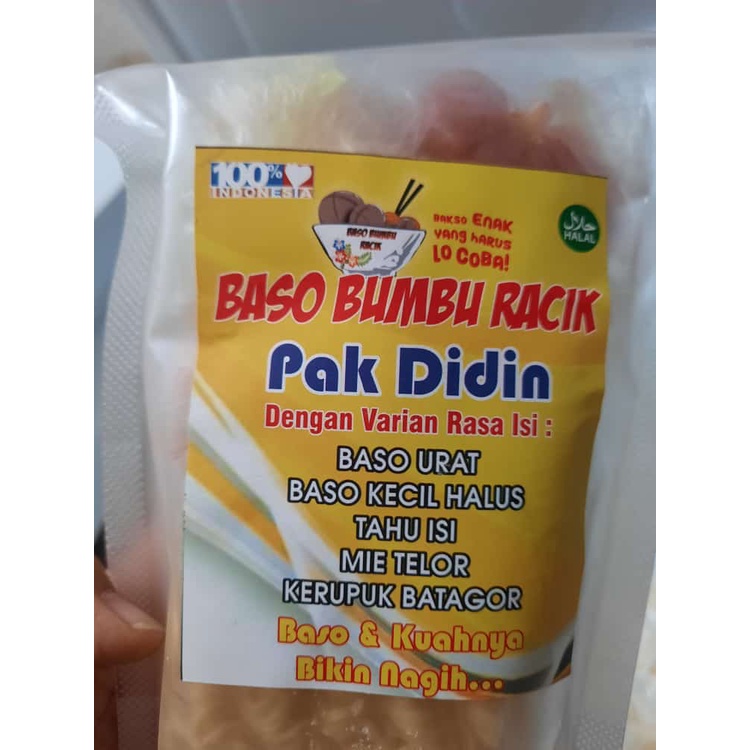 100%
INDONESIA
BASO BUMBU
RACIK
BAKSO ENAK
YANG HARUS
LO COBA!
حلال
HALAL
BASO BUMBU RACIK
Pak Didin
Dengan Varian Rasa Isi :
BASO URAT
BASO KECIL HALUS
TAHU ISI
MIE TELOR
KERUPUK BATAGOR
Baso & Kuahnya
Bikin Nagih...